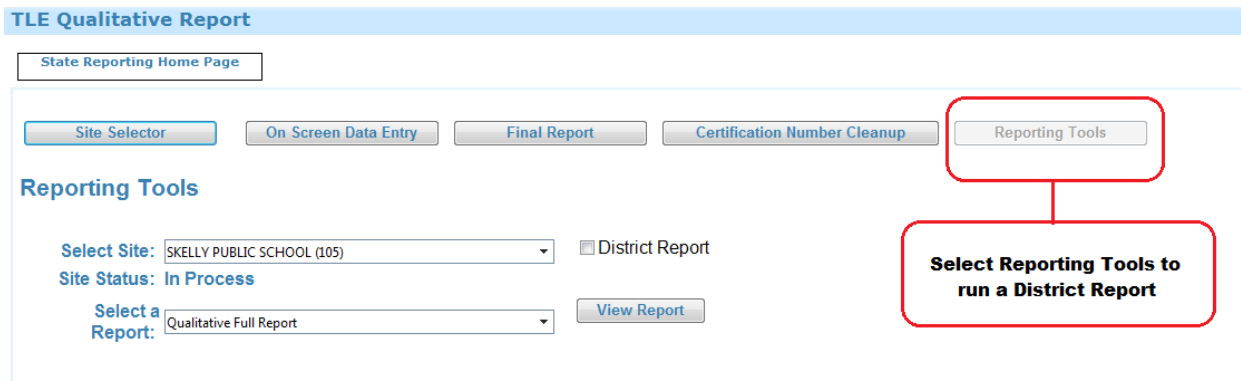 TLE Qualitative Report
State Reporting Home Page
Site Selector On Screen Data Entry Final Report Certification Number Cleanup Reporting Tools
Reporting Tools
Select Site: SKELLY PUBLIC SCHOOL (105) District Report
Site Status: In Process
Select a
Report: Qualitative Full Report View Report
Select Reporting Tools to
run a District Report